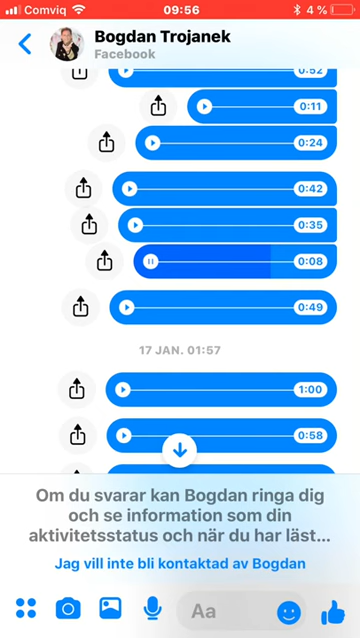 Comviq 09:56 4 %
Bogdan Trojanek
Facebook
0:52
0:11
0:24
0:42
0:35
0:08
0:49
17 JAN. 01:57
1:00
0:58
Om du svarar kan Bogdan ringa dig
och se information som din
aktivitetsstatus och när du har läst...
Jag vill inte bli kontaktad av Bogdan
Aa